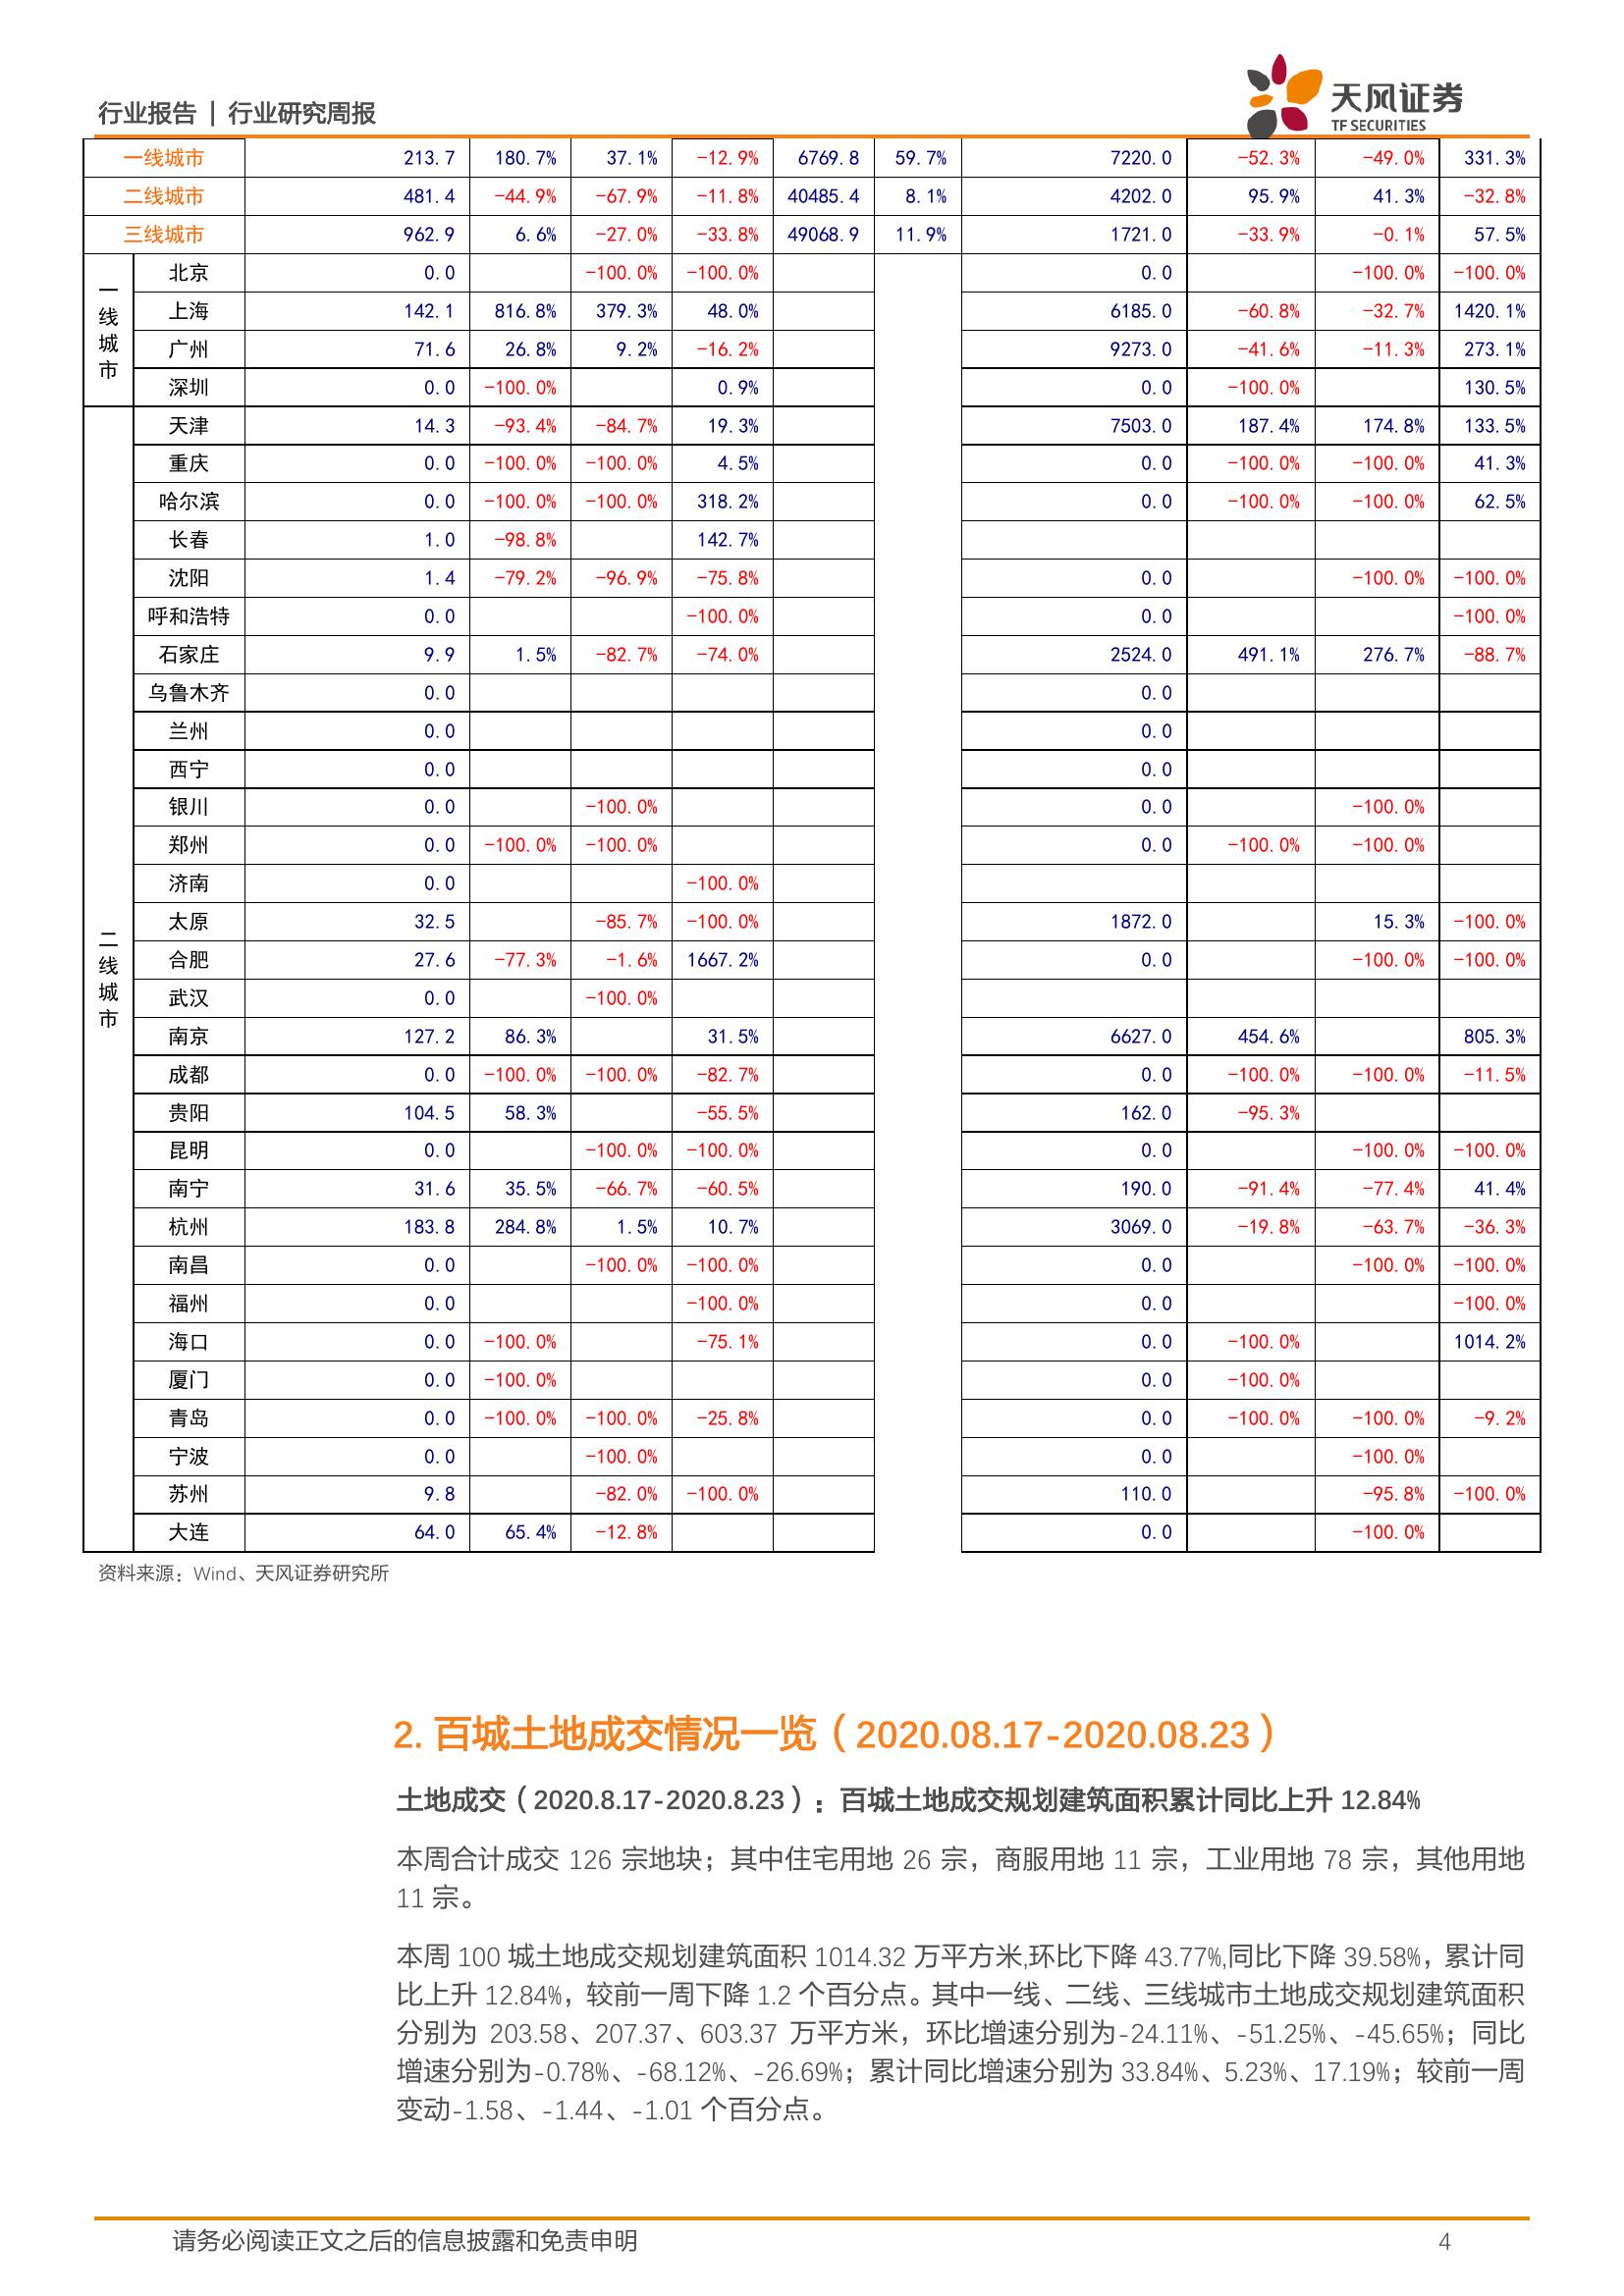 行业报告 | 行业研究周报
天风证券
TF SECURITIES
一线城市 213.7 180.7% 37.1% -12.9% 6769.8 59.7% 7220.0 -52.3% -49.0% 331.3%
二线城市 481.4 -44.9% -67.9% -11.8% 40485.4 8.1% 4202.0 95.9% 41.3% -32.8%
三线城市 962.9 6.6% -27.0% -33.8% 49068.9 11.9% 1721.0 -33.9% -0.1% 57.5%
一线城市
北京 0.0 -100.0% -100.0% 0.0 -100.0% -100.0%
上海 142.1 816.8% 379.3% 48.0% 6185.0 -60.8% -32.7% 1420.1%
广州 71.6 26.8% 9.2% -16.2% 9273.0 -41.6% -11.3% 273.1%
深圳 0.0 -100.0% 0.9% 0.0 -100.0% 130.5%
二线城市
天津 14.3 -93.4% -84.7% 19.3% 7503.0 187.4% 174.8% 133.5%
重庆 0.0 -100.0% -100.0% 4.5% 0.0 -100.0% -100.0% 41.3%
哈尔滨 0.0 -100.0% -100.0% 318.2% 0.0 -100.0% -100.0% 62.5%
长春 1.0 -98.8% 142.7%
沈阳 1.4 -79.2% -96.9% -75.8% 0.0 -100.0% -100.0%
呼和浩特 0.0 -100.0% 0.0 -100.0%
石家庄 9.9 1.5% -82.7% -74.0% 2524.0 491.1% 276.7% -88.7%
乌鲁木齐 0.0 0.0
兰州 0.0 0.0
西宁 0.0 0.0
银川 0.0 -100.0% 0.0 -100.0%
郑州 0.0 -100.0% -100.0% 0.0 -100.0% -100.0%
济南 0.0 -100.0%
太原 32.5 -85.7% -100.0% 1872.0 15.3% -100.0%
合肥 27.6 -77.3% -1.6% 1667.2% 0.0 -100.0% -100.0%
武汉 0.0 -100.0%
南京 127.2 86.3% 31.5% 6627.0 454.6% 805.3%
成都 0.0 -100.0% -100.0% -82.7% 0.0 -100.0% -100.0% -11.5%
贵阳 104.5 58.3% -55.5% 162.0 -95.3%
昆明 0.0 -100.0% -100.0% 0.0 -100.0% -100.0%
南宁 31.6 35.5% -66.7% -60.5% 190.0 -91.4% -77.4% 41.4%
杭州 183.8 284.8% 1.5% 10.7% 3069.0 -19.8% -63.7% -36.3%
南昌 0.0 -100.0% -100.0% 0.0 -100.0% -100.0%
福州 0.0 -100.0% 0.0 -100.0%
海口 0.0 -100.0% -75.1% 0.0 -100.0% 1014.2%
厦门 0.0 -100.0% 0.0 -100.0%
青岛 0.0 -100.0% -100.0% -25.8% 0.0 -100.0% -100.0% -9.2%
宁波 0.0 -100.0% 0.0 -100.0%
苏州 9.8 -82.0% -100.0% 110.0 -95.8% -100.0%
大连 64.0 65.4% -12.8% 0.0 -100.0%
资料来源：Wind、天风证券研究所
2. 百城土地成交情况一览（2020.08.17-2020.08.23）
土地成交（2020.8.17-2020.8.23）：百城土地成交规划建筑面积累计同比上升 12.84%
本周合计成交 126 宗地块；其中住宅用地 26 宗，商服用地 11 宗，工业用地 78 宗，其他用地
11 宗。
本周 100 城土地成交规划建筑面积 1014.32 万平方米,环比下降 43.77%,同比下降 39.58%，累计同
比上升 12.84%，较前一周下降 1.2 个百分点。其中一线、二线、三线城市土地成交规划建筑面积
分别为 203.58、207.37、603.37 万平方米，环比增速分别为-24.11%、-51.25%、-45.65%；同比
增速分别为-0.78%、-68.12%、-26.69%；累计同比增速分别为 33.84%、5.23%、17.19%；较前一周
变动-1.58、-1.44、-1.01 个百分点。
请务必阅读正文之后的信息披露和免责申明 4